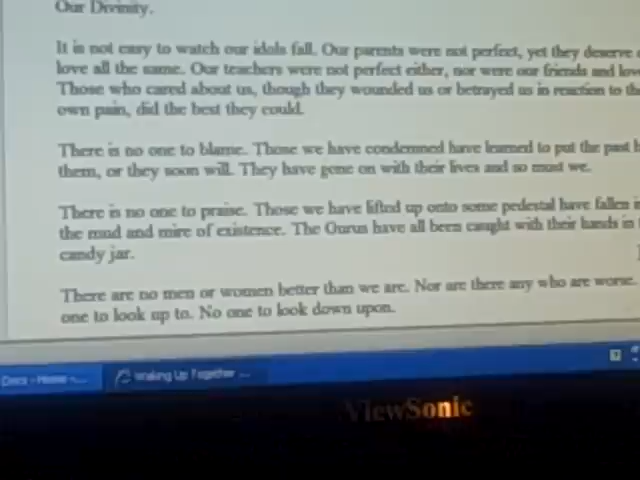 Our Divinity.
It is not easy to watch our idols fall. Our parents were not perfect, yet they deserve
love all the same. Our teachers were not perfect either, nor were our friends and
Those who cared about us, though they wounded us or betrayed us in reaction to
own pain, did the best they could.
There is no one to blame. Those we have condemned have learned to put the past
them, or they soon will. They have gone on with their lives and so must we.
There is no one to praise. Those we have lifted up onto some pedestal have fallen
the mud and mire of existence. The Gurus have all been caught with their hands in
candy jar.
There are no men or women better than we are. Nor are there any who are worse.
one to look up to. No one to look down upon.
Docs - Home -...
Waking Up Together ...
ViewSonic